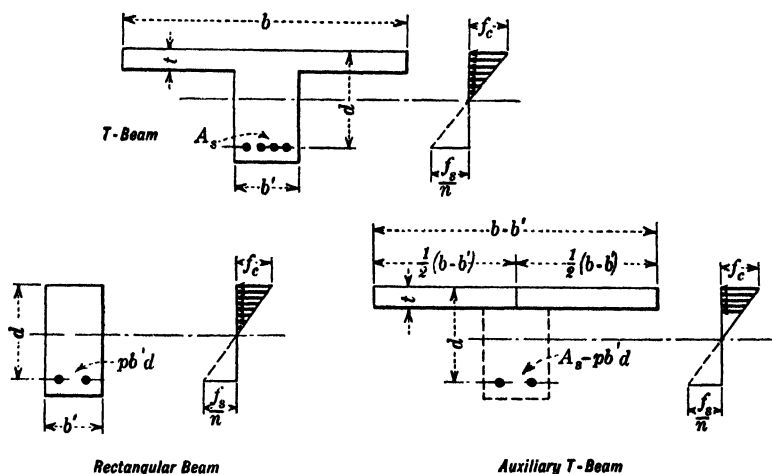 b
f_c
t
d
T-Beam
A_s
f_s/n
b'
b-b'
½(b-b') ½(b-b')
f_c
f_c
t
d
d
pb'd
A_s-pb'd
f_s/n
f_s/n
b'
Rectangular Beam
Auxiliary T-Beam